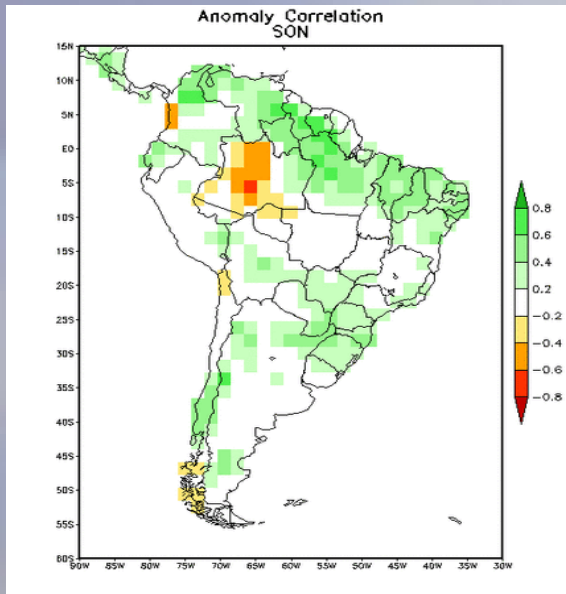 Anomaly Correlation
SON
15N
10N
5N
EQ
5S
10S
15S
20S
25S
30S
35S
40S
45S
50S
55S
60S
90W 85W 80W 75W 70W 65W 60W 55W 50W 45W 40W 35W 30W
0.8
0.6
0.4
0.2
-0.2
-0.4
-0.6
-0.8